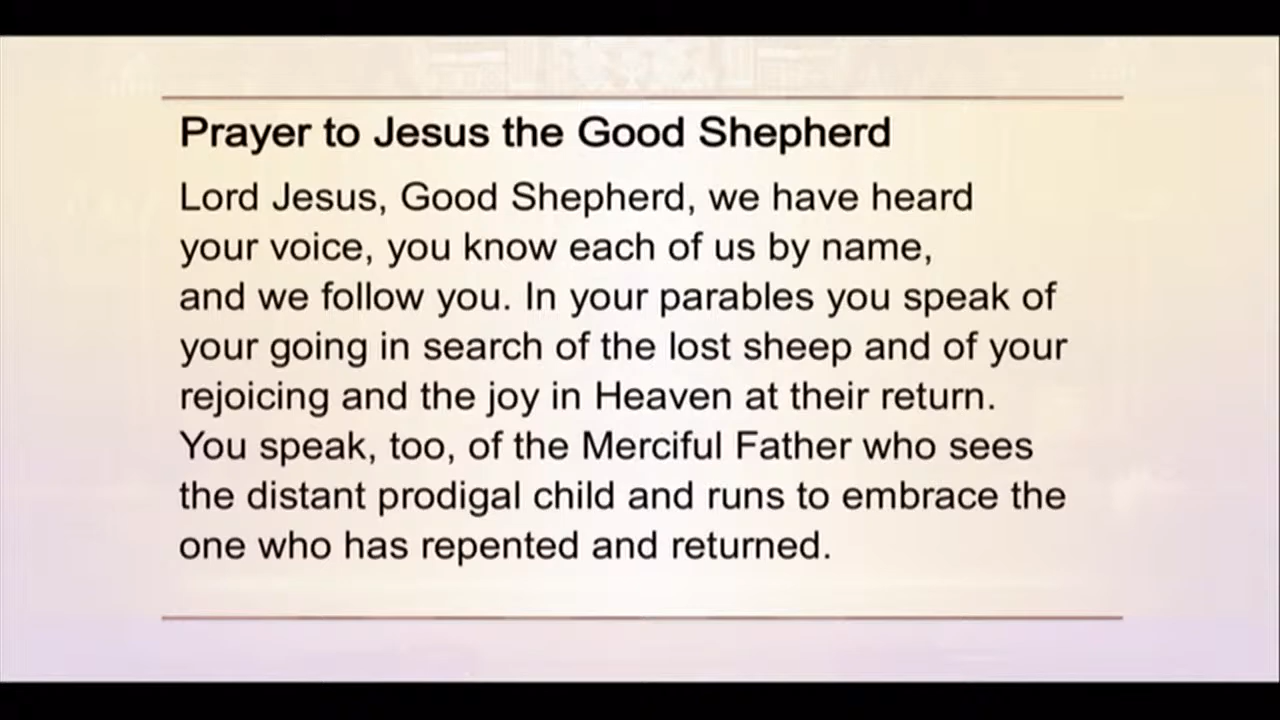 Prayer to Jesus the Good Shepherd
Lord Jesus, Good Shepherd, we have heard
your voice, you know each of us by name,
and we follow you. In your parables you speak of
your going in search of the lost sheep and of your
rejoicing and the joy in Heaven at their return.
You speak, too, of the Merciful Father who sees
the distant prodigal child and runs to embrace the
one who has repented and returned.